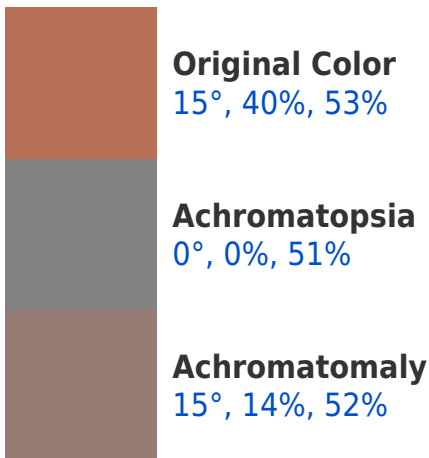 Original Color
15°, 40%, 53%
Achromatopsia
0°, 0%, 51%
Achromatomaly
15°, 14%, 52%